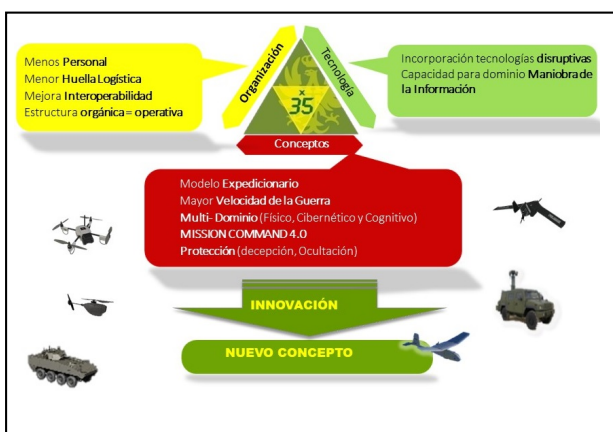 Menos Personal
Menor Huella Logística
Mejora Interoperabilidad
Estructura orgánica = operativa
Organización
Tecnología
X
35
Incorporación tecnologías disruptivas
Capacidad para dominio Maniobra de
la Información
Conceptos
Modelo Expedicionario
Mayor Velocidad de la Guerra
Multi- Dominio (Físico, Cibernético y Cognitivo)
MISSION COMMAND 4.0
Protección (decepción, Ocultación)
INNOVACIÓN
NUEVO CONCEPTO